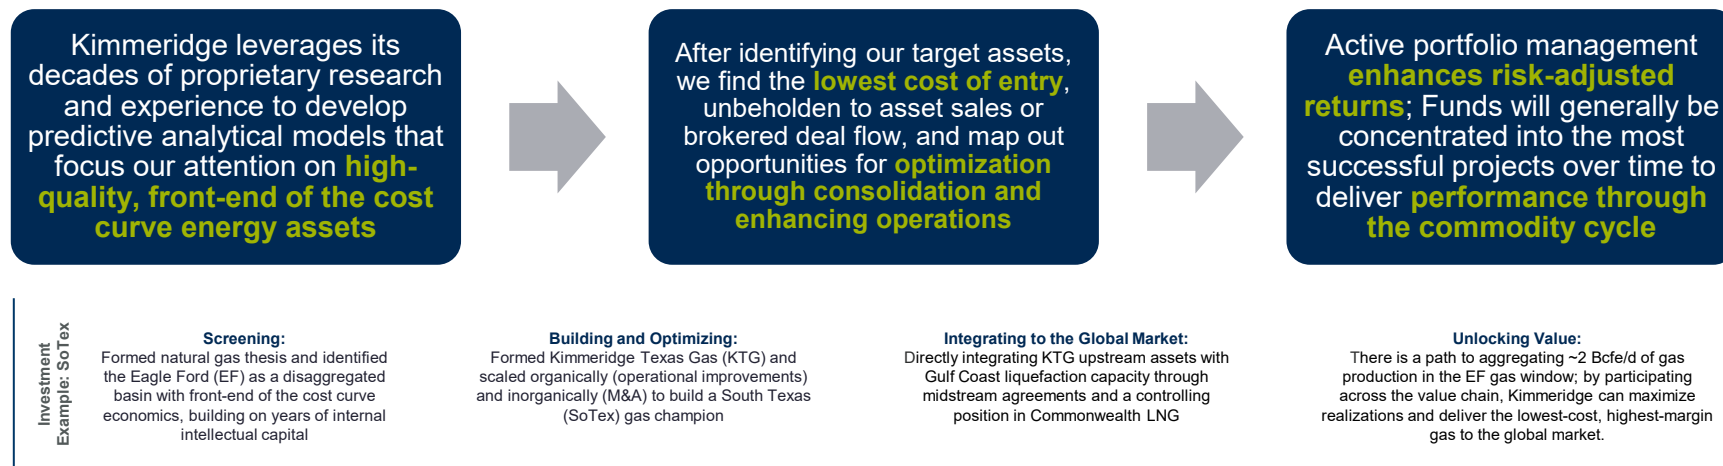 Kimmeridge leverages its
decades of proprietary research
and experience to develop
predictive analytical models that
focus our attention on high-
quality, front-end of the cost
curve energy assets
After identifying our target assets,
we find the lowest cost of entry,
unbeholden to asset sales or
brokered deal flow, and map out
opportunities for optimization
through consolidation and
enhancing operations
Active portfolio management
enhances risk-adjusted
returns; Funds will generally be
concentrated into the most
successful projects over time to
deliver performance through
the commodity cycle
Investment
Example: SoTex
Screening:
Formed natural gas thesis and identified
the Eagle Ford (EF) as a disaggregated
basin with front-end of the cost curve
economics, building on years of internal
intellectual capital
Building and Optimizing:
Formed Kimmeridge Texas Gas (KTG) and
scaled organically (operational improvements)
and inorganically (M&A) to build a South Texas
(SoTex) gas champion
Integrating to the Global Market:
Directly integrating KTG upstream assets with
Gulf Coast liquefaction capacity through
midstream agreements and a controlling
position in Commonwealth LNG
Unlocking Value:
There is a path to aggregating ~2 Bcfe/d of gas
production in the EF gas window; by participating
across the value chain, Kimmeridge can maximize
realizations and deliver the lowest-cost, highest-margin
gas to the global market.